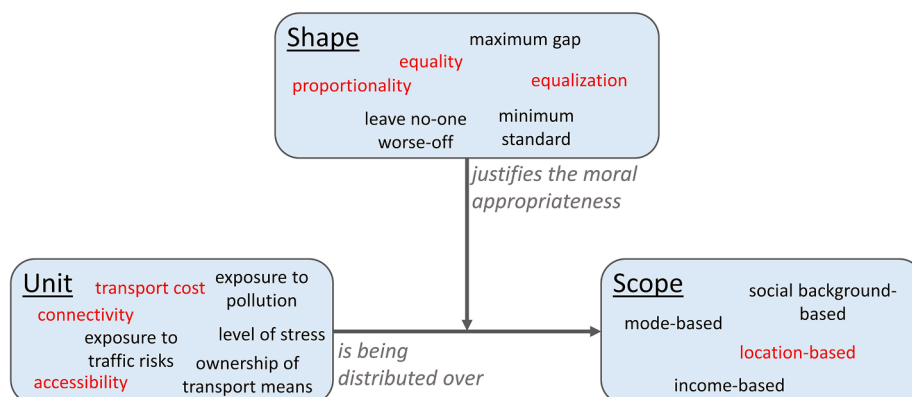 Shape
maximum gap
equality
proportionality
equalization
leave no-one
worse-off
minimum
standard
justifies the moral
appropriateness
Unit
transport cost
exposure to
pollution
connectivity
exposure to
traffic risks
level of stress
accessibility
ownership of
transport means
is being
distributed over
Scope
social background-
based
mode-based
location-based
income-based